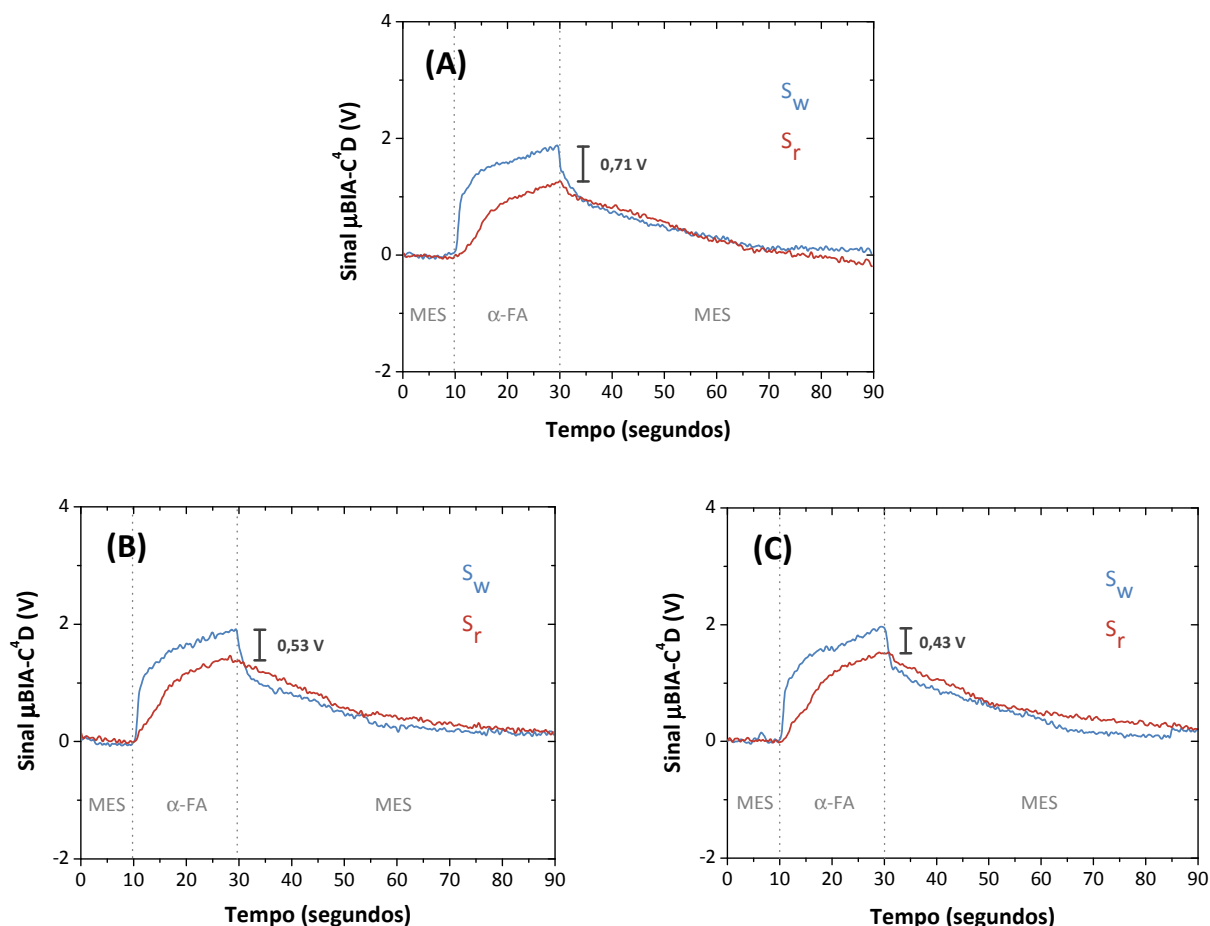 (A)
S_w
S_r
0,71 V
MES
α-FA
MES
4
2
0
-2
0 10 20 30 40 50 60 70 80 90
Sinal μBIA-C⁴D (V)
Tempo (segundos)
(B)
S_w
S_r
0,53 V
MES
α-FA
MES
4
2
0
-2
0 10 20 30 40 50 60 70 80 90
Sinal μBIA-C⁴D (V)
Tempo (segundos)
(C)
S_w
S_r
0,43 V
MES
α-FA
MES
4
2
0
-2
0 10 20 30 40 50 60 70 80 90
Sinal μBIA-C⁴D (V)
Tempo (segundos)